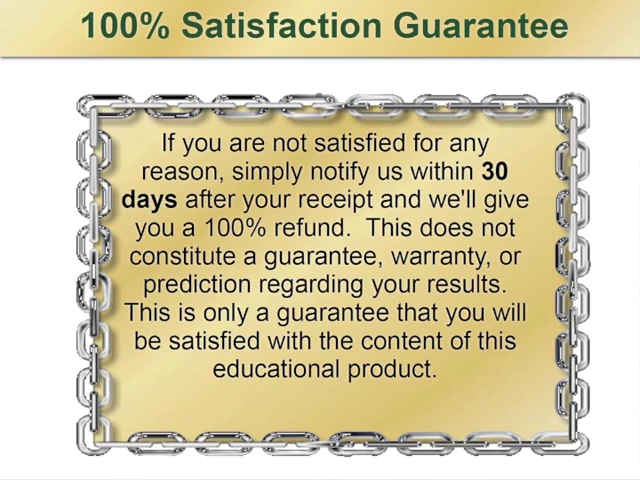 100% Satisfaction Guarantee
If you are not satisfied for any
reason, simply notify us within 30
days after your receipt and we'll give
you a 100% refund.  This does not
constitute a guarantee, warranty, or
prediction regarding your results.
This is only a guarantee that you will
be satisfied with the content of this
educational product.